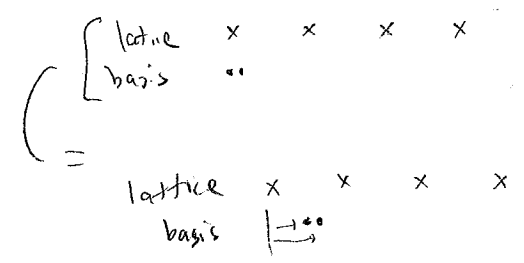 lattice x x x x
basis
=
lattice x x x x
basis